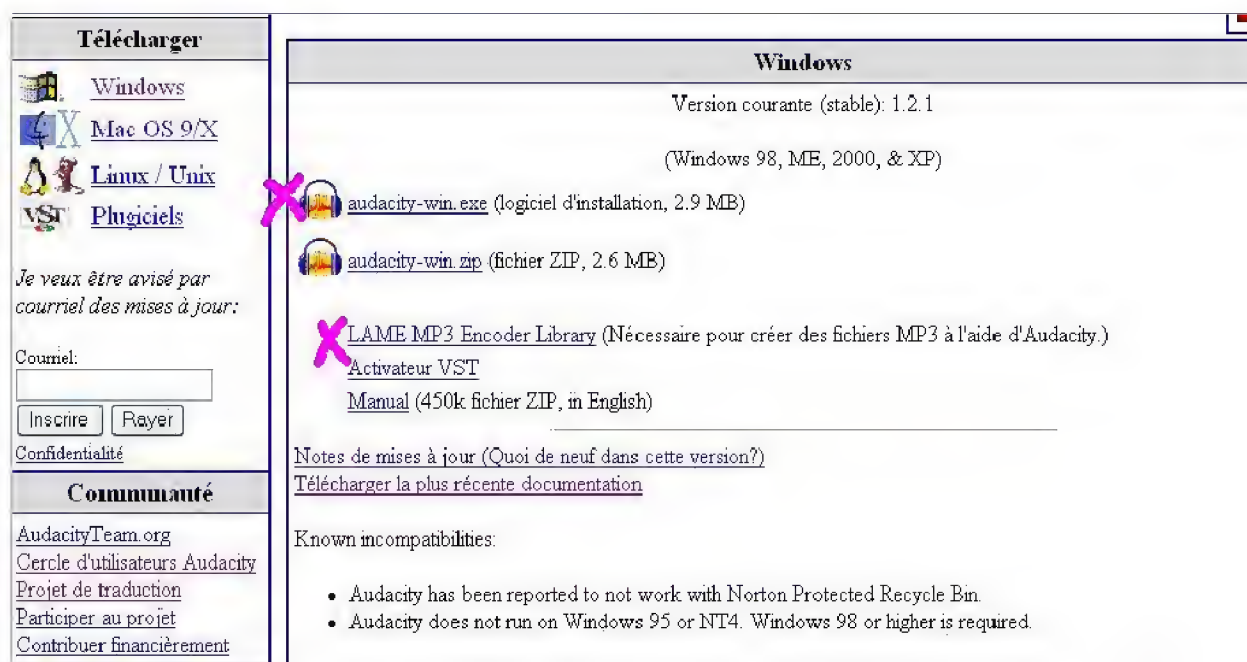 Télécharger
Windows
Mac OS 9/X
Linux / Unix
VST Plugiciels
Je veux être avisé par
courriel des mises à jour:
Courriel:
Inscrire Rayer
Confidentialité
Communauté
AudacityTeam.org
Cercle d'utilisateurs Audacity
Projet de traduction
Participer au projet
Contribuer financièrement
Windows
Version courante (stable): 1.2.1
(Windows 98, ME, 2000, & XP)
audacity-win.exe (logiciel d'installation, 2.9 MB)
audacity-win.zip (fichier ZIP, 2.6 MB)
LAME MP3 Encoder Library (Nécessaire pour créer des fichiers MP3 à l'aide d'Audacity.)
Activateur VST
Manual (450k fichier ZIP, in English)
Notes de mises à jour (Quoi de neuf dans cette version?)
Télécharger la plus récente documentation
Known incompatibilities:
• Audacity has been reported to not work with Norton Protected Recycle Bin.
• Audacity does not run on Windows 95 or NT4. Windows 98 or higher is required.